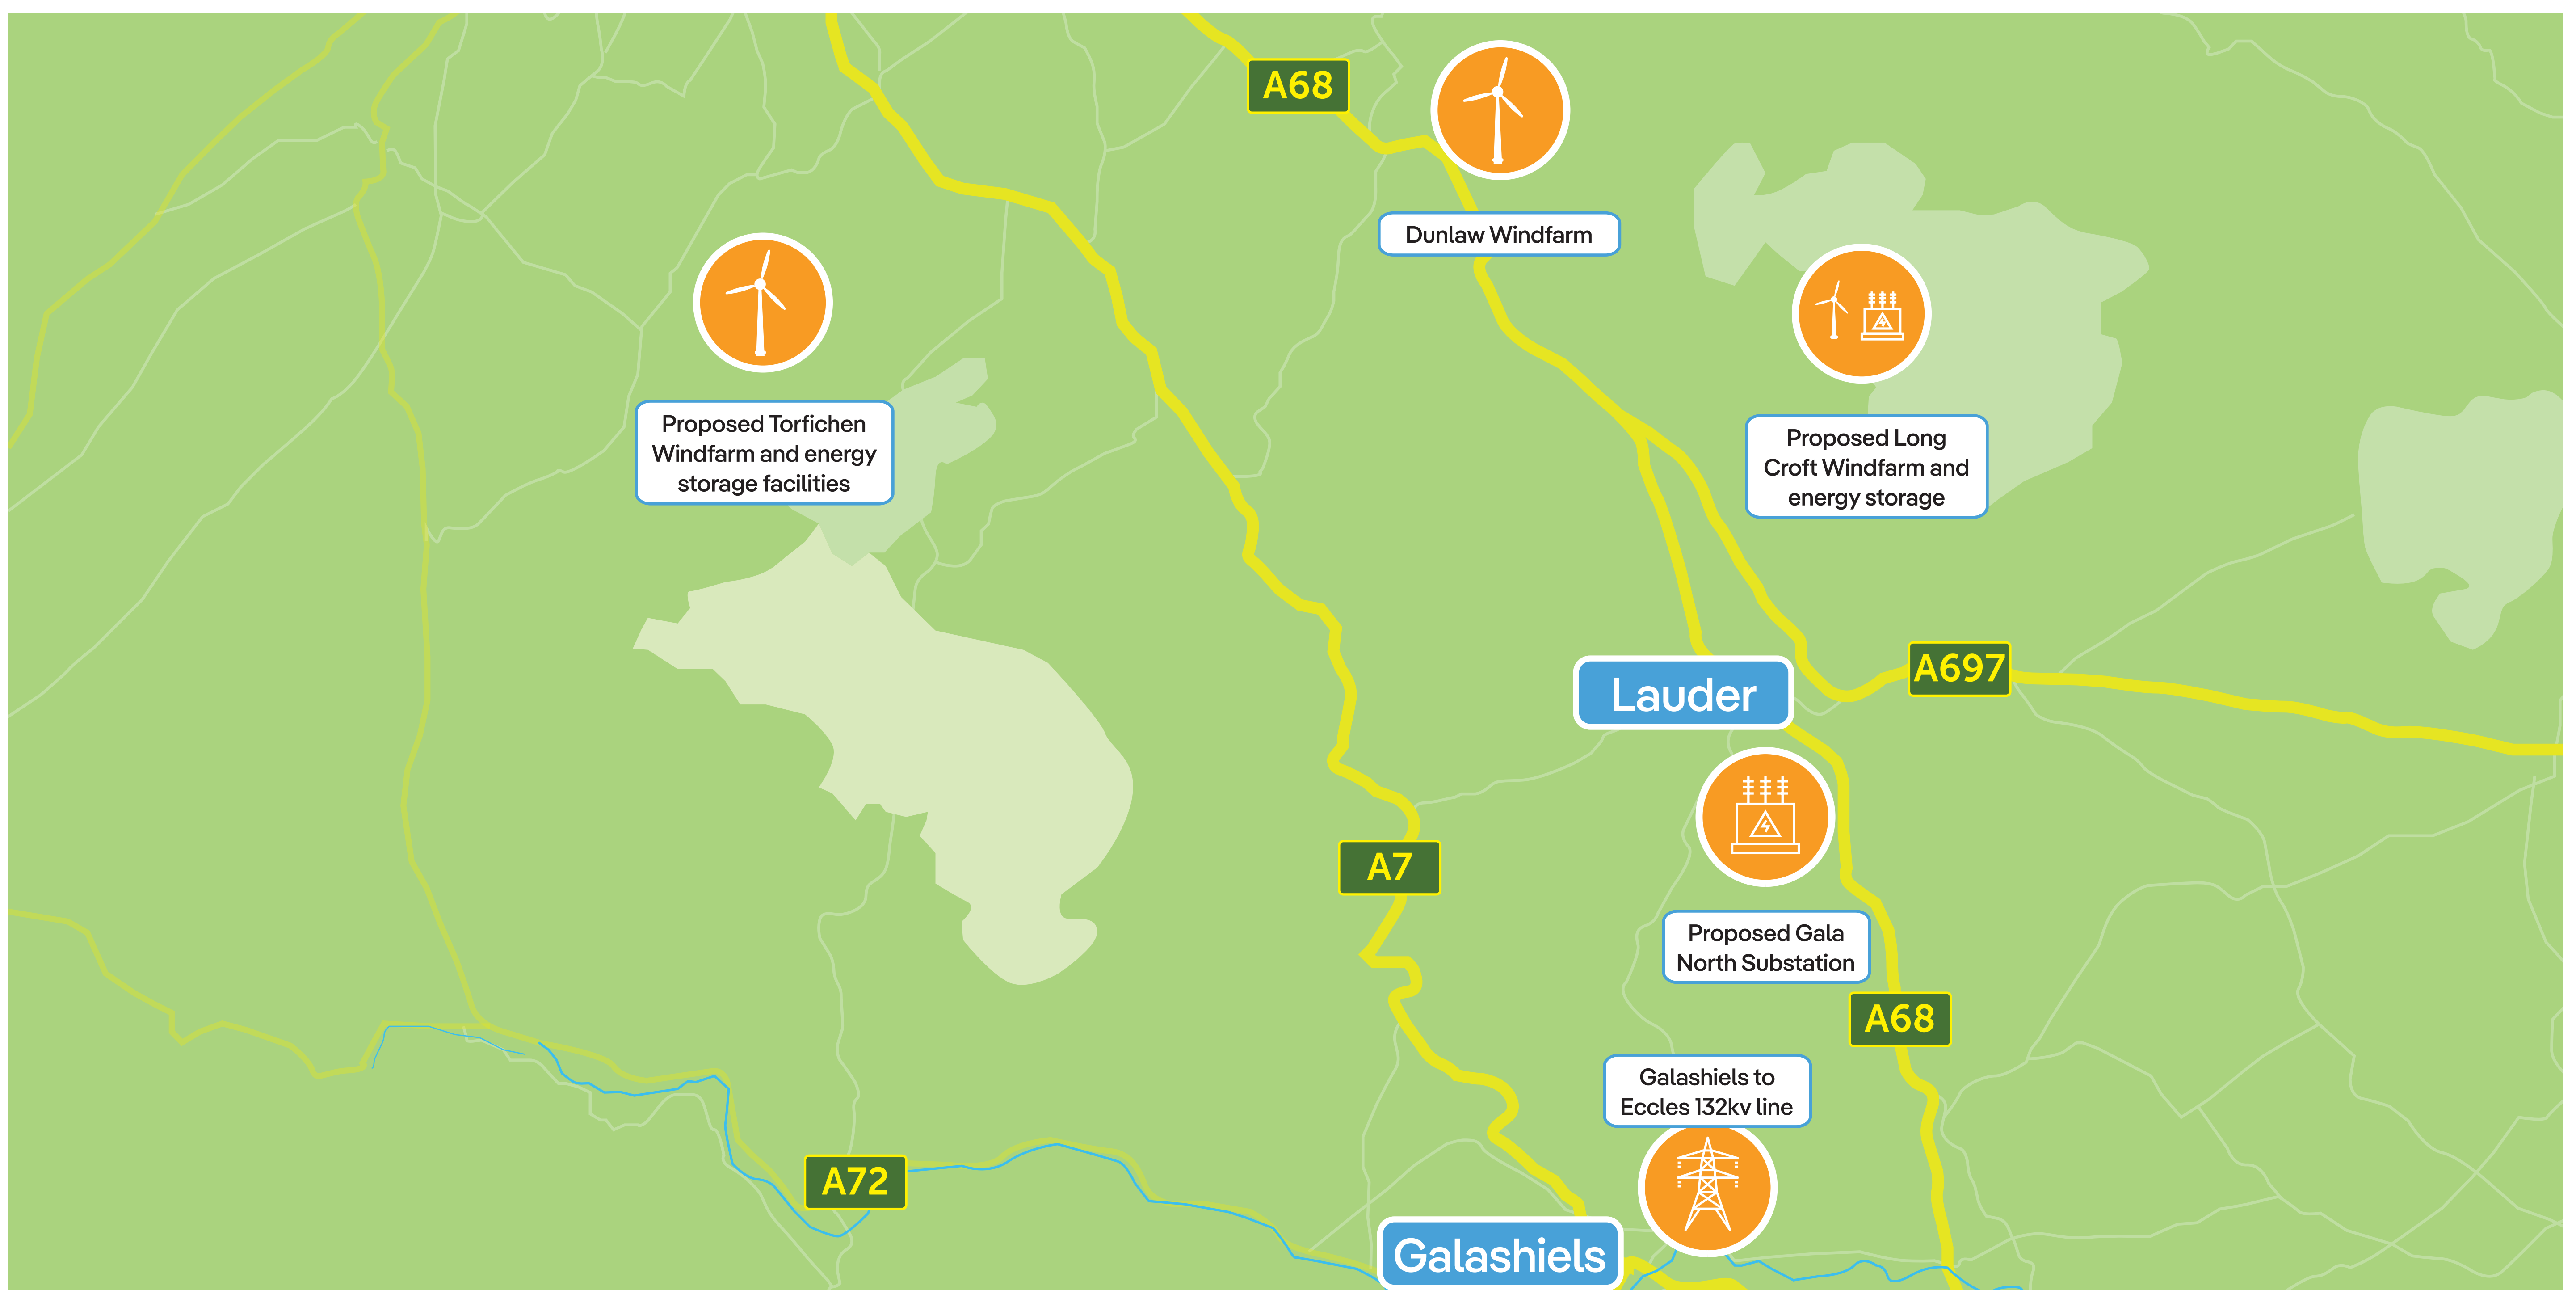 A68
Dunlaw Windfarm
Proposed Torfichen
Windfarm and energy
storage facilities
Proposed Long
Croft Windfarm and
energy storage
A697
Lauder
A7
Proposed Gala
North Substation
A68
Galashiels to
Eccles 132kv line
A72
Galashiels